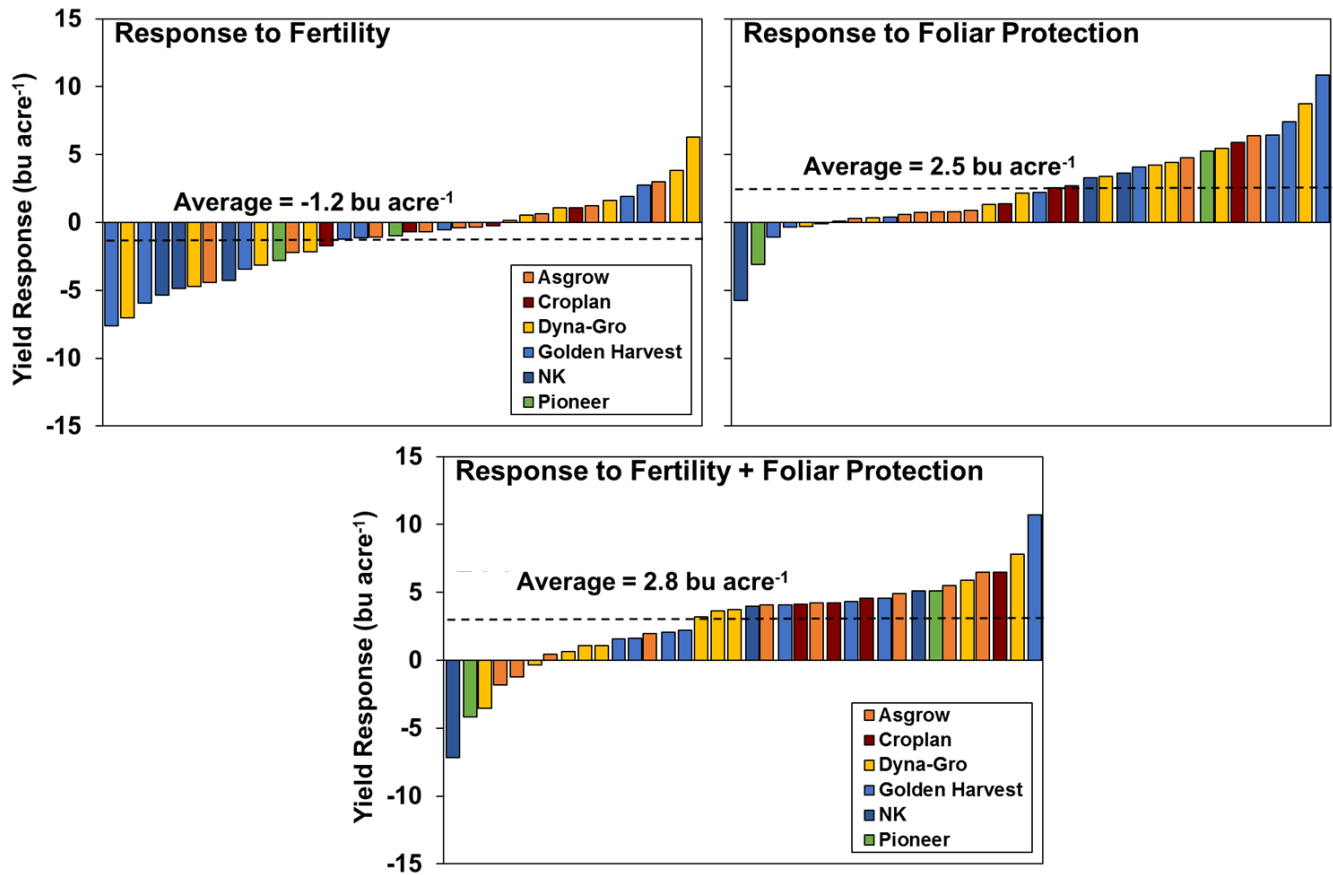 Response to Fertility
Yield Response (bu acre⁻¹)
15
10
5
0
-5
-10
-15
Average = -1.2 bu acre⁻¹
Asgrow
Croplan
Dyna-Gro
Golden Harvest
NK
Pioneer
Response to Foliar Protection
Average = 2.5 bu acre⁻¹
Response to Fertility + Foliar Protection
Yield Response (bu acre⁻¹)
15
10
5
0
-5
-10
-15
Average = 2.8 bu acre⁻¹
Asgrow
Croplan
Dyna-Gro
Golden Harvest
NK
Pioneer